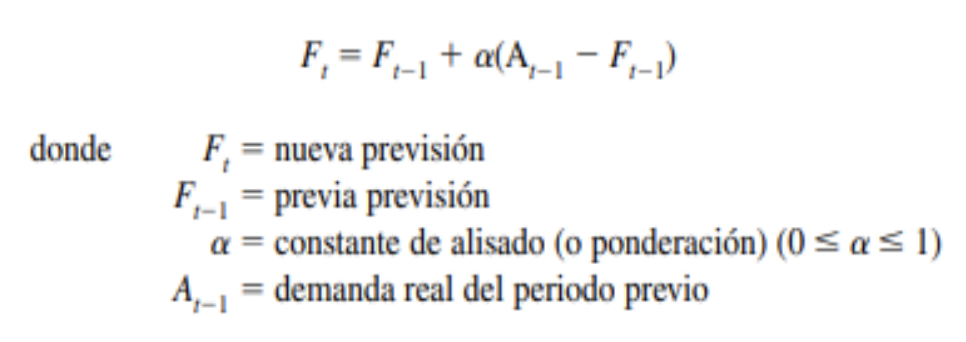 F_t = F_{t−1} + α(A_{t−1} − F_{t−1})
donde F_t = nueva previsión
F_{t−1} = previa previsión
α = constante de alisado (o ponderación) (0 ≤ α ≤ 1)
A_{t−1} = demanda real del periodo previo